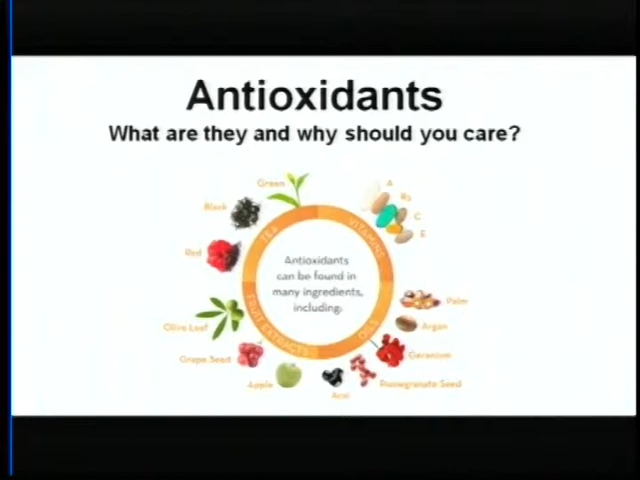 Antioxidants
What are they and why should you care?
Green
Black
Red
TEA
VITAMINS
A
B3
C
E
Antioxidants
can be found in
many ingredients,
including:
FRUIT EXTRACTS
OILS
Olive Leaf
Grape Seed
Apple
Acai
Palm
Argan
Geranium
Pomegranate Seed